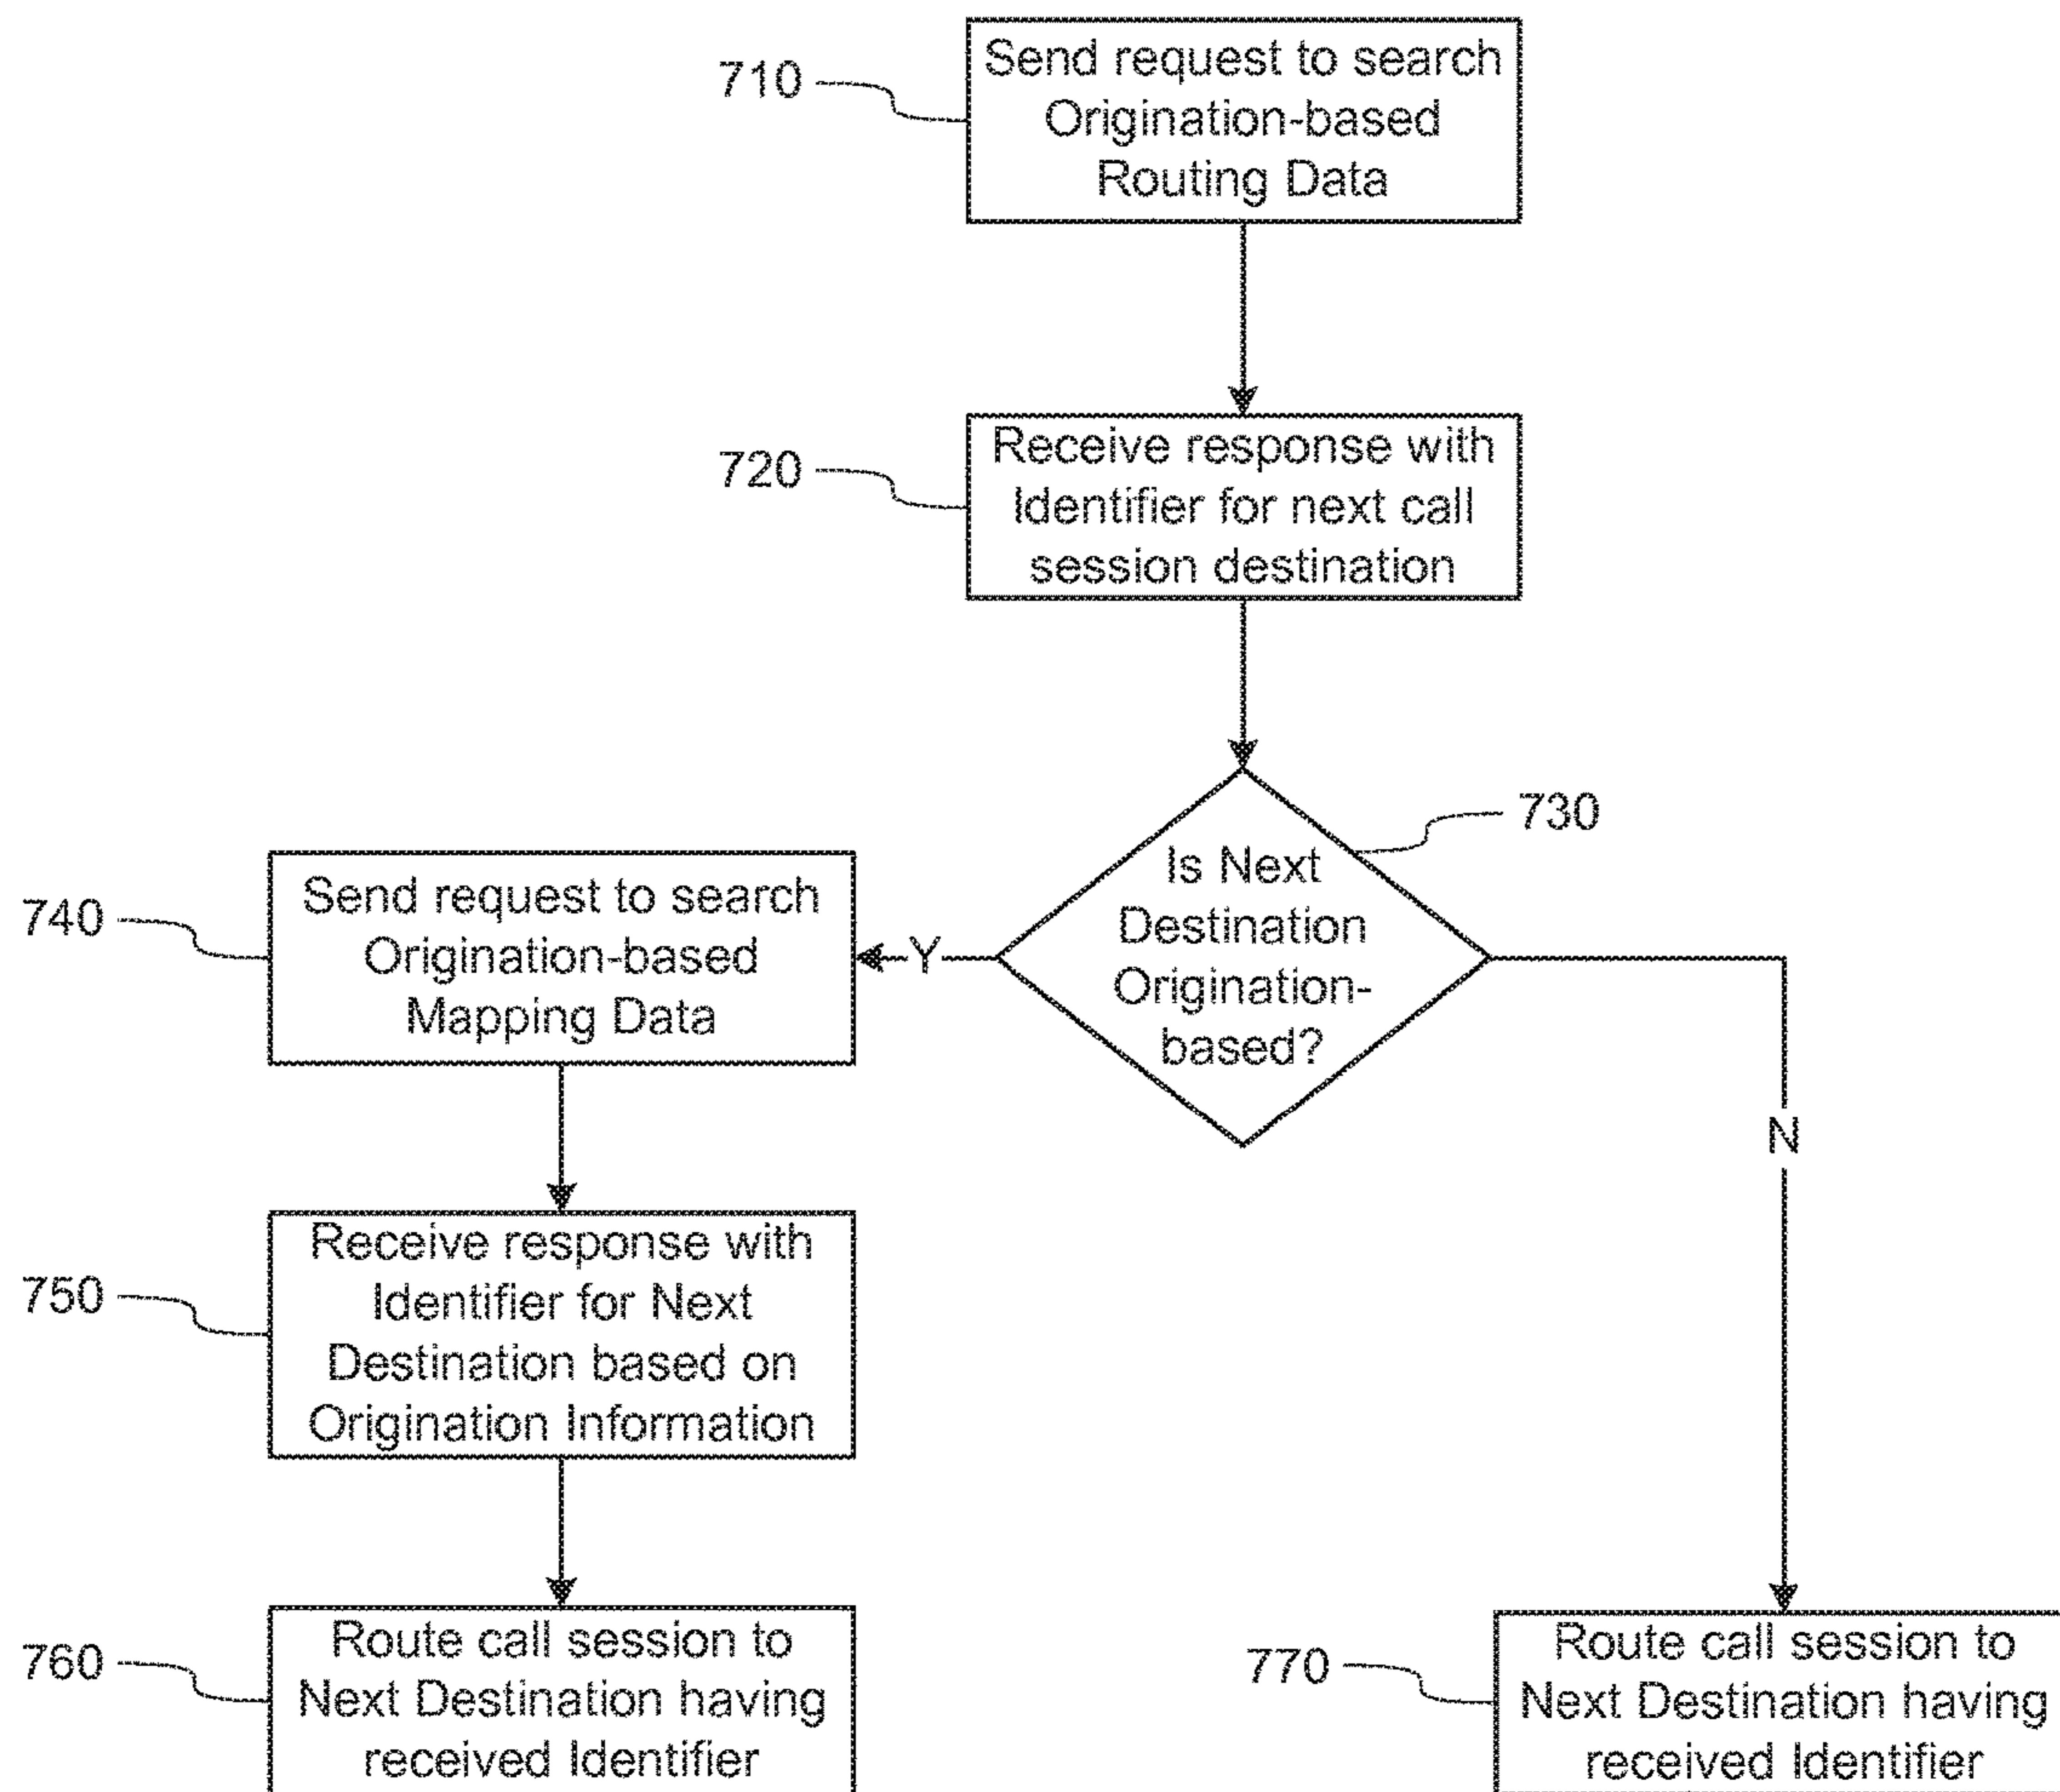 710
Send request to search
Origination-based
Routing Data
720
Receive response with
Identifier for next call
session destination
730
Is Next
Destination
Origination-
based?
Y
N
740
Send request to search
Origination-based
Mapping Data
750
Receive response with
Identifier for Next
Destination based on
Origination Information
760
Route call session to
Next Destination having
received Identifier
770
Route call session to
Next Destination having
received Identifier